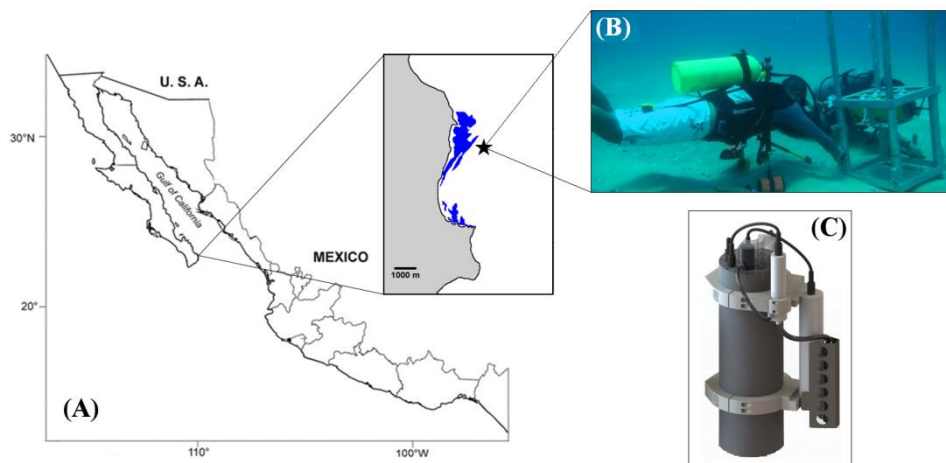 U. S. A.
30°N
Gulf of California
MEXICO
20°
(A)
110°
100°W
1000 m
(B)
(C)